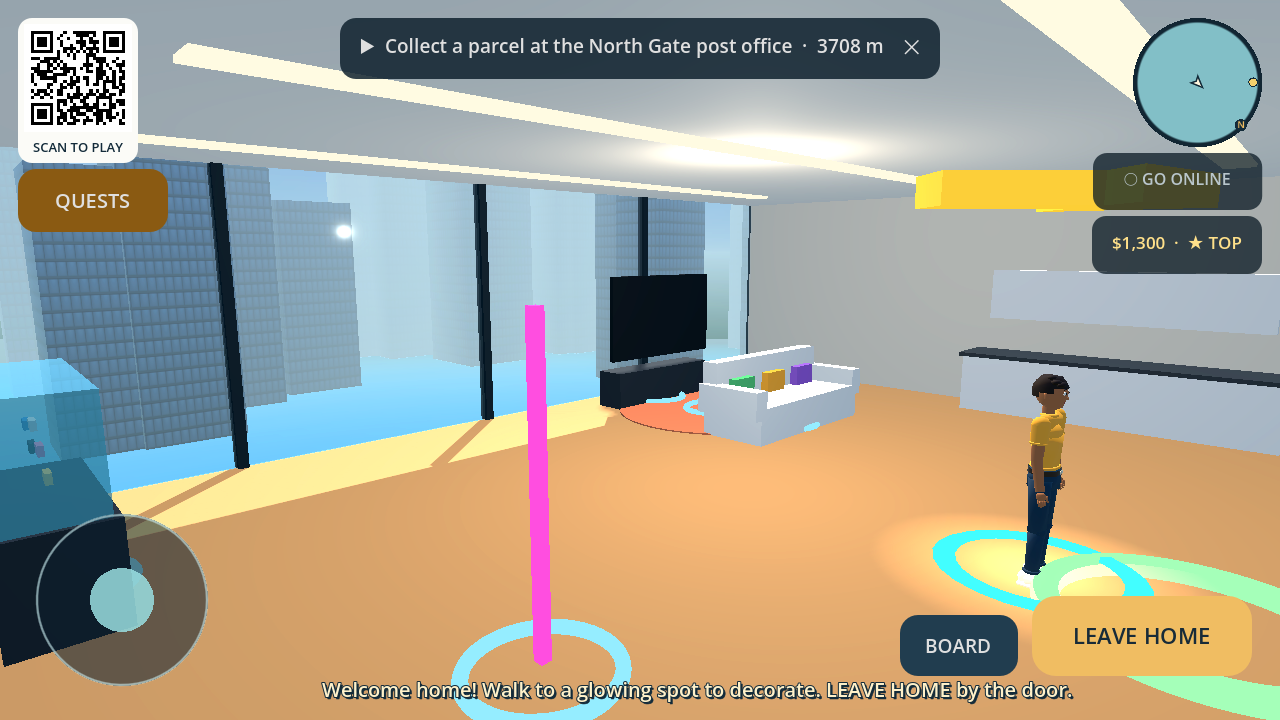 ▶ Collect a parcel at the North Gate post office · 3708 m ×
SCAN TO PLAY
QUESTS
N
○ GO ONLINE
$1,300 · ★ TOP
BOARD
LEAVE HOME
Welcome home! Walk to a glowing spot to decorate. LEAVE HOME by the door.